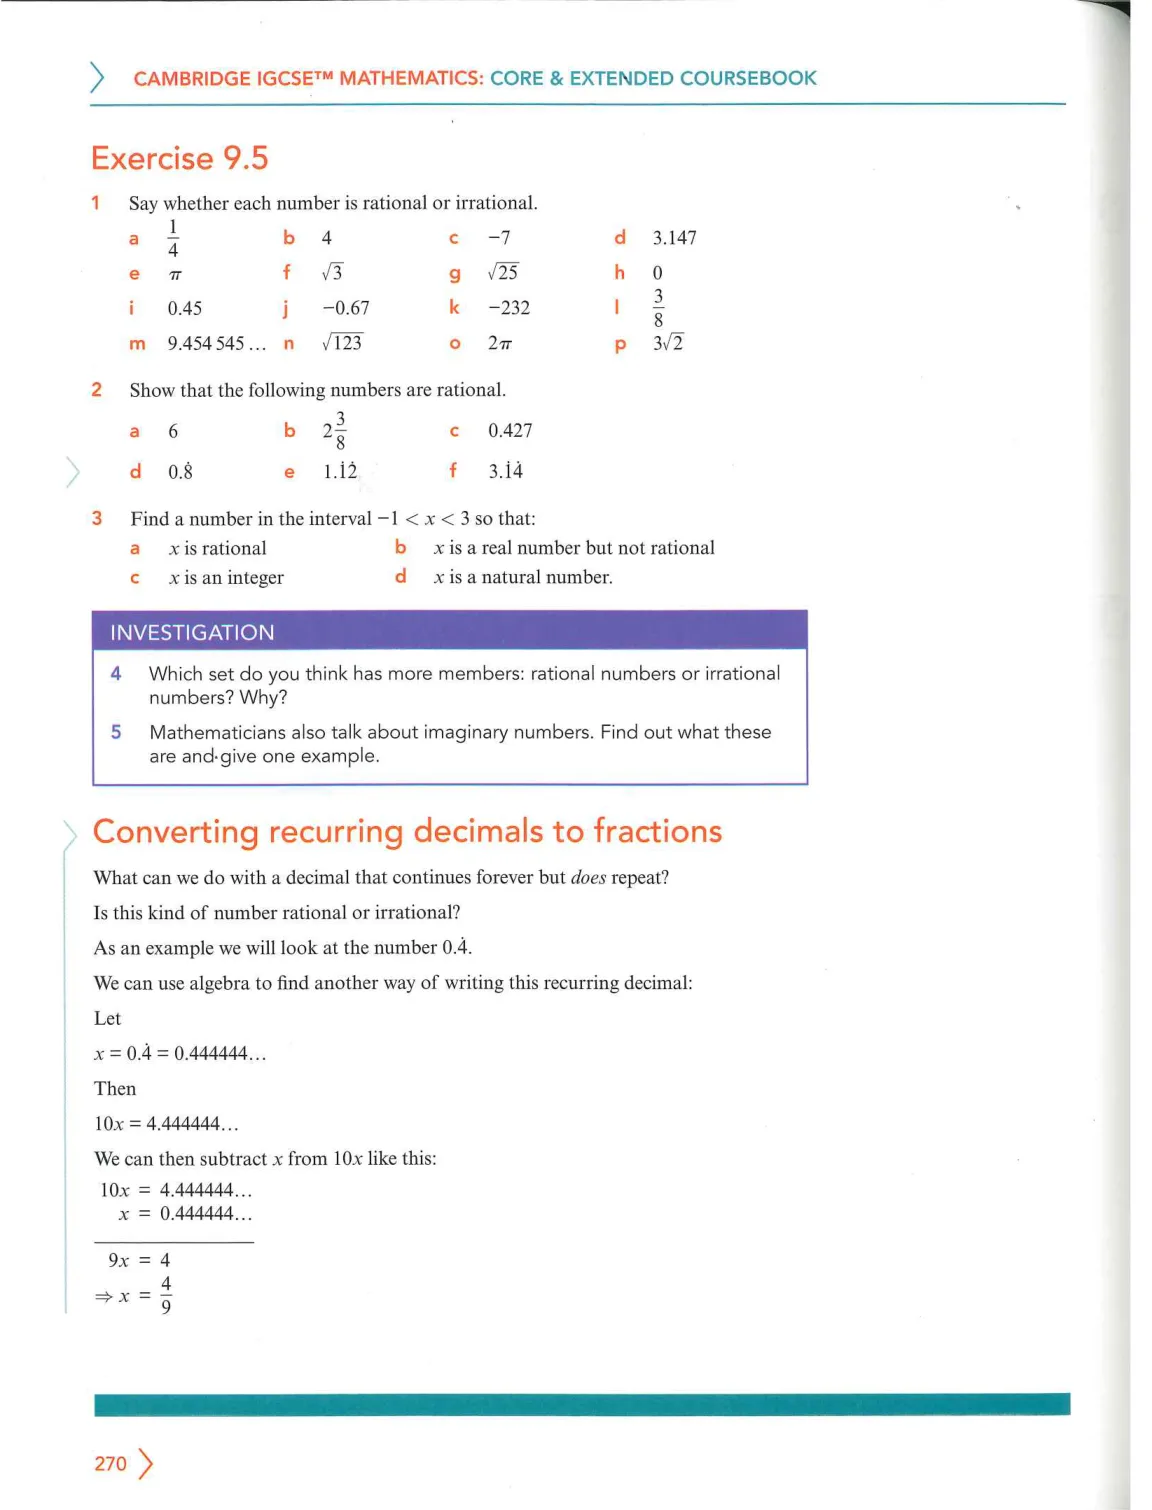 CAMBRIDGE IGCSE™ MATHEMATICS: CORE & EXTENDED COURSEBOOK
Exercise 9.5
1 Say whether each number is rational or irrational.
a 1/4 b 4 c −7 d 3.147
e π f √3 g √25 h 0
i 0.45 j −0.67 k −232 l 3/8
m 9.454 545 ... n √123 o 2π p 3√2
2 Show that the following numbers are rational.
a 6 b 2 3/8 c 0.427
d 0.8̇ e 1.1̇2̇ f 3.1̇4̇
3 Find a number in the interval −1 < x < 3 so that:
a x is rational b x is a real number but not rational
c x is an integer d x is a natural number.
INVESTIGATION
4 Which set do you think has more members: rational numbers or irrational
numbers? Why?
5 Mathematicians also talk about imaginary numbers. Find out what these
are and give one example.
Converting recurring decimals to fractions
What can we do with a decimal that continues forever but does repeat?
Is this kind of number rational or irrational?
As an example we will look at the number 0.4̇.
We can use algebra to find another way of writing this recurring decimal:
Let
x = 0.4̇ = 0.444444...
Then
10x = 4.444444...
We can then subtract x from 10x like this:
10x = 4.444444...
x = 0.444444...
9x = 4
⇒ x = 4/9
270